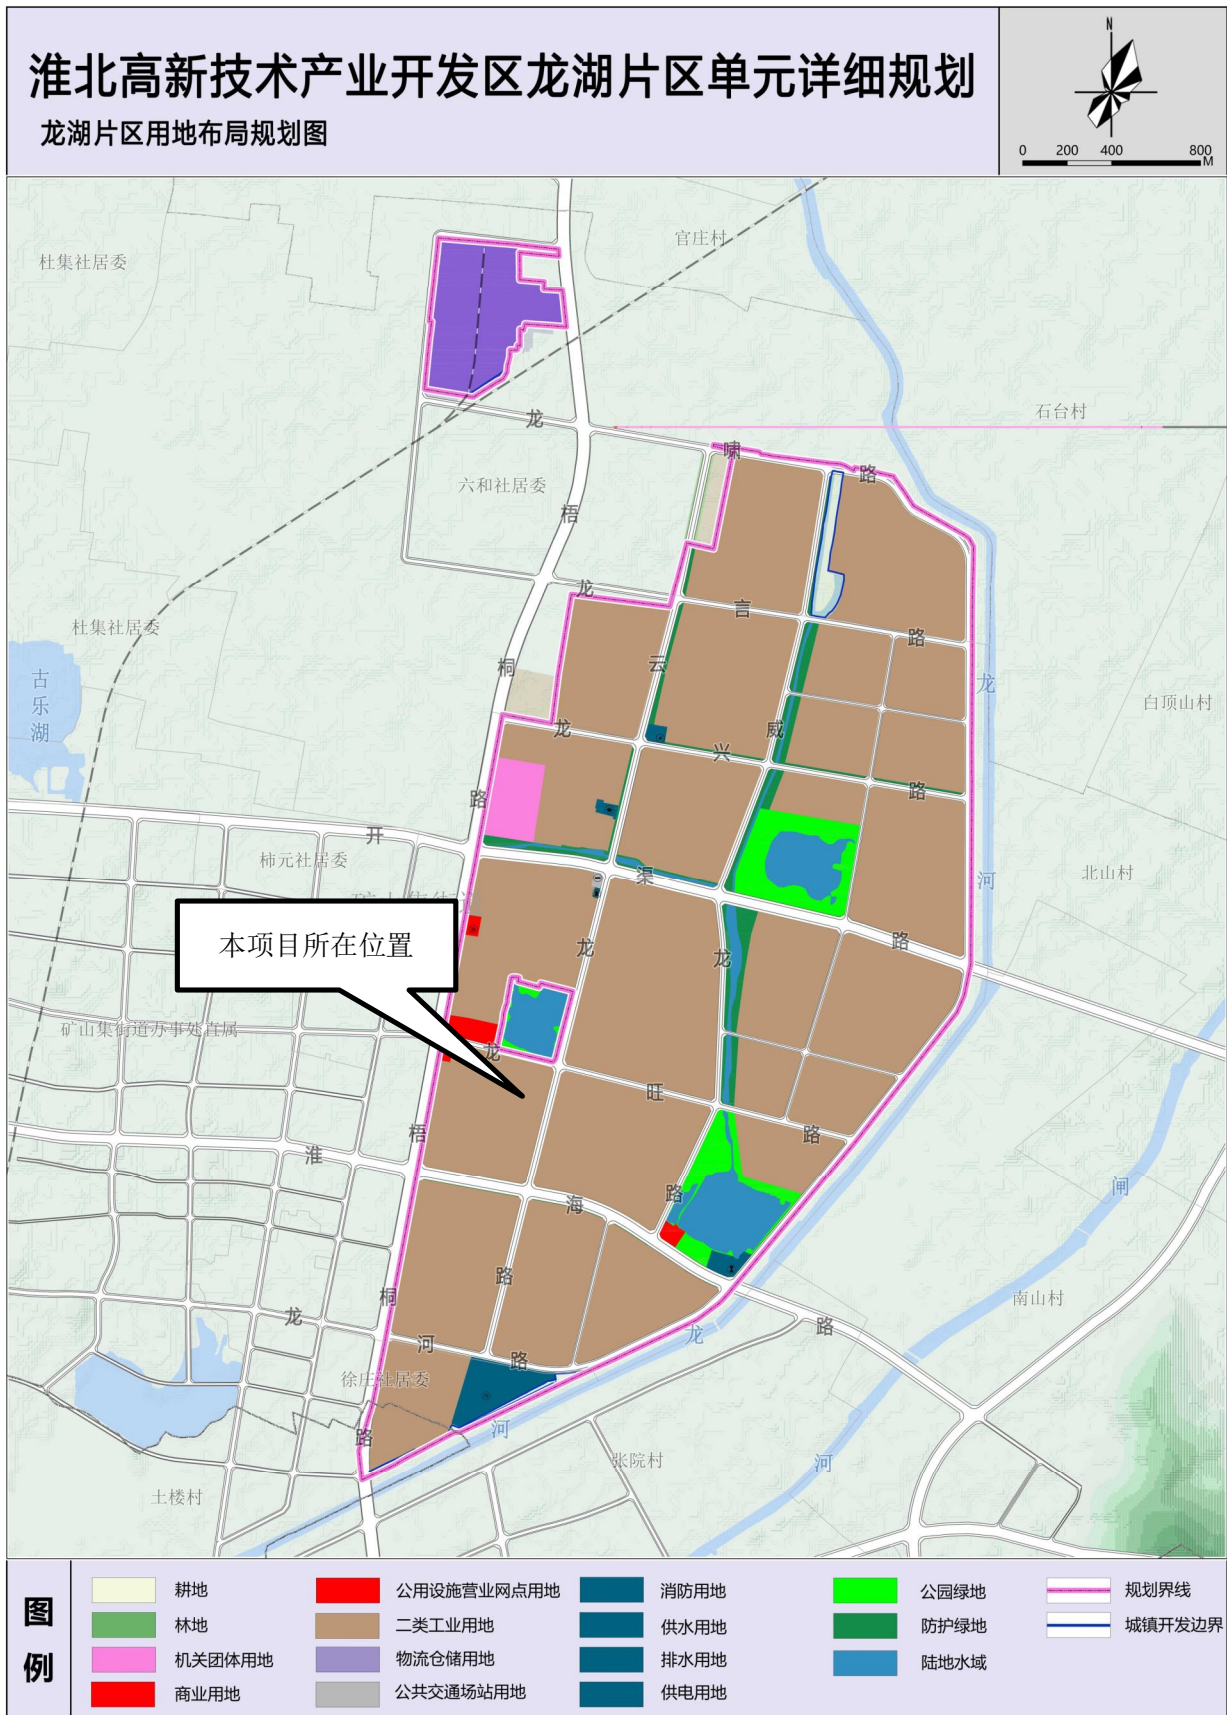 淮北高新技术产业开发区龙湖片区单元详细规划
龙湖片区用地布局规划图
N
0 200 400 800
M
官庄村
杜集社居委
石台村
龙
啸
路
六和社居委
梧
龙
言
路
杜集社居委
云
桐
古乐湖
龙
白顶山村
龙
兴
威
路
路
开
柿元社居委
渠
河
北山村
龙
龙
路
本项目所在位置
矿山集街道办事处直属
龙
旺
路
梧
淮
海
路
闸
路
桐
龙
南山村
河
路
龙
路
徐庄社居委
路
河
张院村
河
土楼村
图例
耕地
林地
机关团体用地
商业用地
公用设施营业网点用地
二类工业用地
物流仓储用地
公共交通场站用地
消防用地
供水用地
排水用地
供电用地
公园绿地
防护绿地
陆地水域
规划界线
城镇开发边界